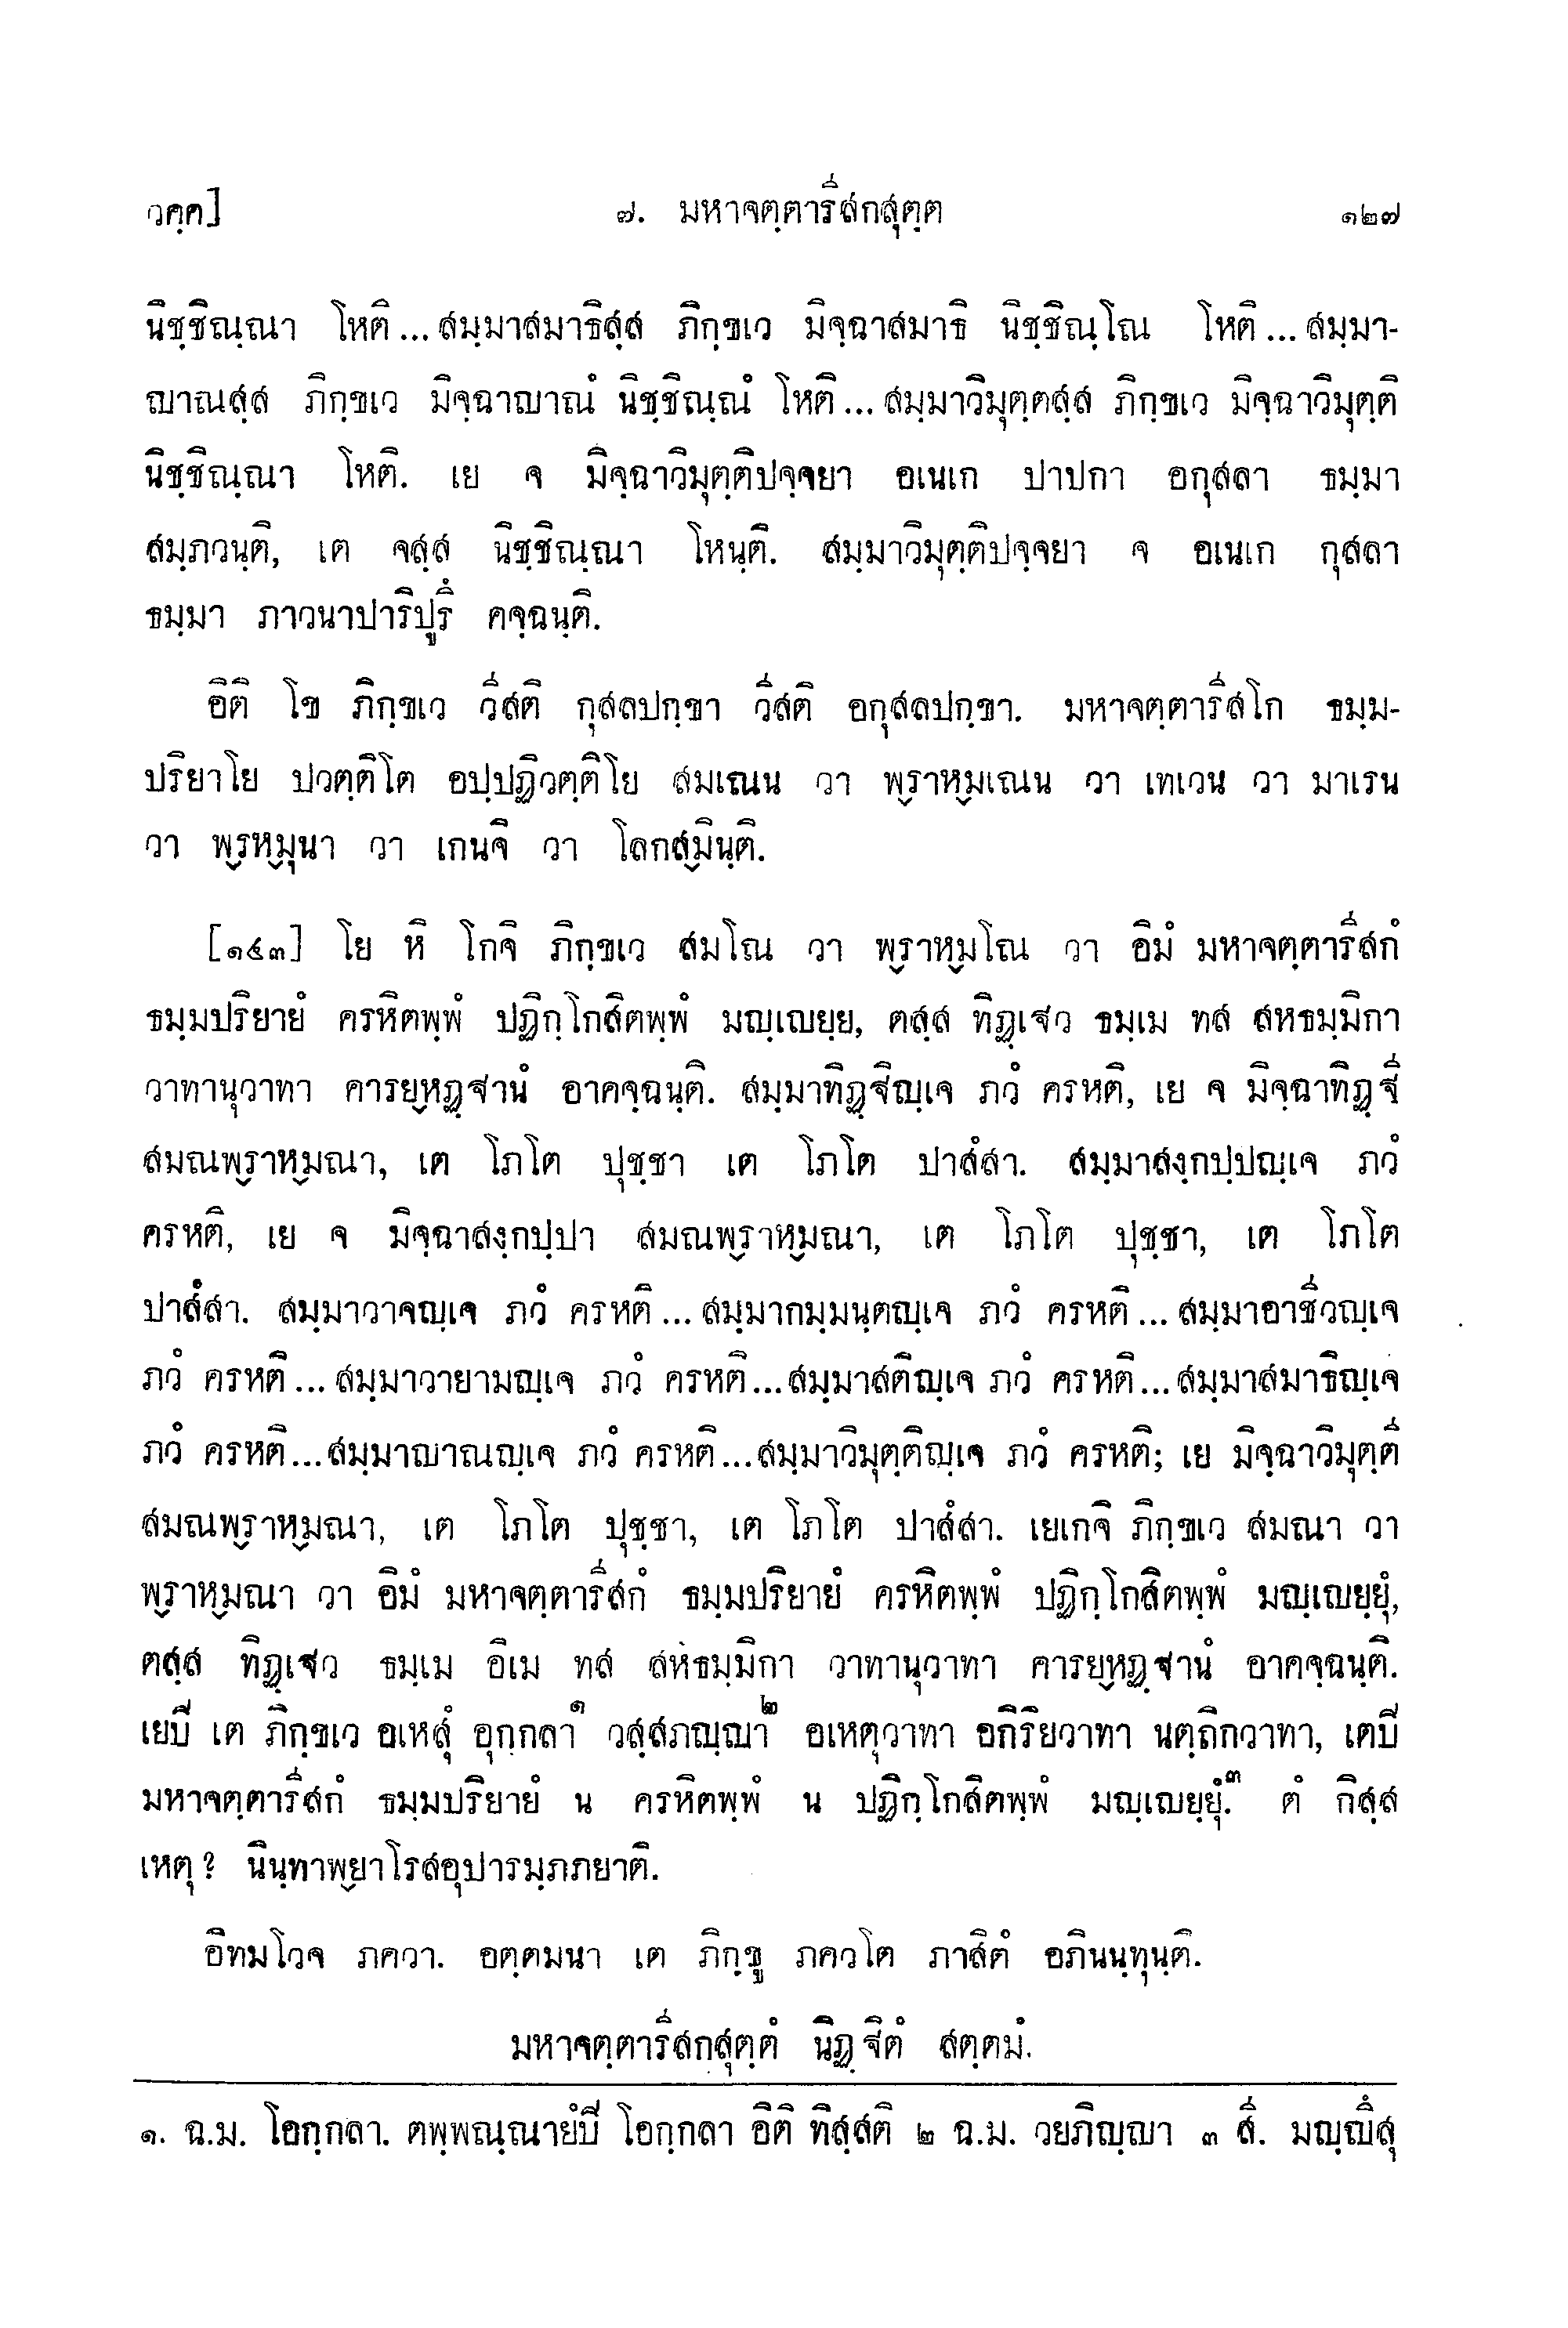 วคฺค]
๗. มหาจตฺตารึสกสุตฺต
๑๒๗
นิชฺชิณฺณา โหติ ... สมฺมาสมาธิสฺส ภิกฺขเว มิจฺฉาสมาธิ นิชฺชิณฺโณ โหติ ... สมฺมา-
ญาณสฺส ภิกฺขเว มิจฺฉาญาณํ นิชฺชิณฺณํ โหติ ... สมฺมาวิมุตฺตสฺส ภิกฺขเว มิจฺฉาวิมุตฺติ
นิชฺชิณฺณา โหติ. เย จ มิจฺฉาวิมุตฺติปจฺจยา อเนเก ปาปกา อกุสลา ธมฺมา
สมฺภวนฺติ, เต จสฺส นิชฺชิณฺณา โหนฺติ. สมฺมาวิมุตฺติปจฺจยา จ อเนเก กุสลา
ธมฺมา ภาวนาปาริปูรึ คจฺฉนฺติ.
อิติ โข ภิกฺขเว วีสติ กุสลปกฺขา วีสติ อกุสลปกฺขา. มหาจตฺตารึสโก ธมฺม-
ปริยาโย ปวตฺติโต อปฺปฏิวตฺติโย สมเณน วา พฺราหฺมเณน วา เทเวน วา มาเรน
วา พฺรหฺมุนา วา เกนจิ วา โลกสฺมินฺติ.
[๑๔๓] โย หิ โกจิ ภิกฺขเว สมโณ วา พฺราหฺมโณ วา อิมํ มหาจตฺตารึสกํ
ธมฺมปริยายํ ครหิตพฺพํ ปฏิกฺโกสิตพฺพํ มญฺเญยฺย, ตสฺส ทิฏฺเฐว ธมฺเม ทส สหธมฺมิกา
วาทานุวาทา คารยฺหฏฺฐานํ อาคจฺฉนฺติ. สมฺมาทิฏฺฐิญฺเจ ภวํ ครหติ, เย จ มิจฺฉาทิฏฺฐี
สมณพฺราหฺมณา, เต โภโต ปุชฺชา เต โภโต ปาสํสา. สมฺมาสงฺกปฺปญฺเจ ภวํ
ครหติ, เย จ มิจฺฉาสงฺกปฺปา สมณพฺราหฺมณา, เต โภโต ปุชฺชา, เต โภโต
ปาสํสา. สมฺมาวาจญฺเจ ภวํ ครหติ ... สมฺมากมฺมนฺตญฺเจ ภวํ ครหติ ... สมฺมาอาชีวญฺเจ
ภวํ ครหติ ... สมฺมาวายามญฺเจ ภวํ ครหติ ... สมฺมาสติญฺเจ ภวํ ครหติ ... สมฺมาสมาธิญฺเจ
ภวํ ครหติ ... สมฺมาญาณญฺเจ ภวํ ครหติ ... สมฺมาวิมุตฺติญฺเจ ภวํ ครหติ; เย มิจฺฉาวิมุตฺตี
สมณพฺราหฺมณา, เต โภโต ปุชฺชา, เต โภโต ปาสํสา. เยเกจิ ภิกฺขเว สมณา วา
พฺราหฺมณา วา อิมํ มหาจตฺตารึสกํ ธมฺมปริยายํ ครหิตพฺพํ ปฏิกฺโกสิตพฺพํ มญฺเญยฺยุํ,
ตสฺส ทิฏฺเฐว ธมฺเม อิเม ทส สหธมฺมิกา วาทานุวาทา คารยฺหฏฺฐานํ อาคจฺฉนฺติ.
เยปิ เต ภิกฺขเว อเหสุํ อุกฺกลา๑ วสฺสภญฺญา๒ อเหตุวาทา อกิริยวาทา นตฺถิกวาทา, เตปิ
มหาจตฺตารึสกํ ธมฺมปริยายํ น ครหิตพฺพํ น ปฏิกฺโกสิตพฺพํ มญฺเญยฺยุํ.๓ ตํ กิสฺส
เหตุ? นินฺทาพฺยาโรสอุปารมฺภภยาติ.
อิทมโวจ ภควา. อตฺตมนา เต ภิกฺขู ภควโต ภาสิตํ อภินนฺทุนฺติ.
มหาจตฺตารึสกสุตฺตํ นิฏฺฐิตํ สตฺตมํ.
๑. ฉ.ม. โอกฺกลา. ตพฺพณฺณายํปิ โอกฺกลา อิติ ทิสฺสติ ๒ ฉ.ม. วยภิญฺญา ๓ สี. มญฺญึสุ